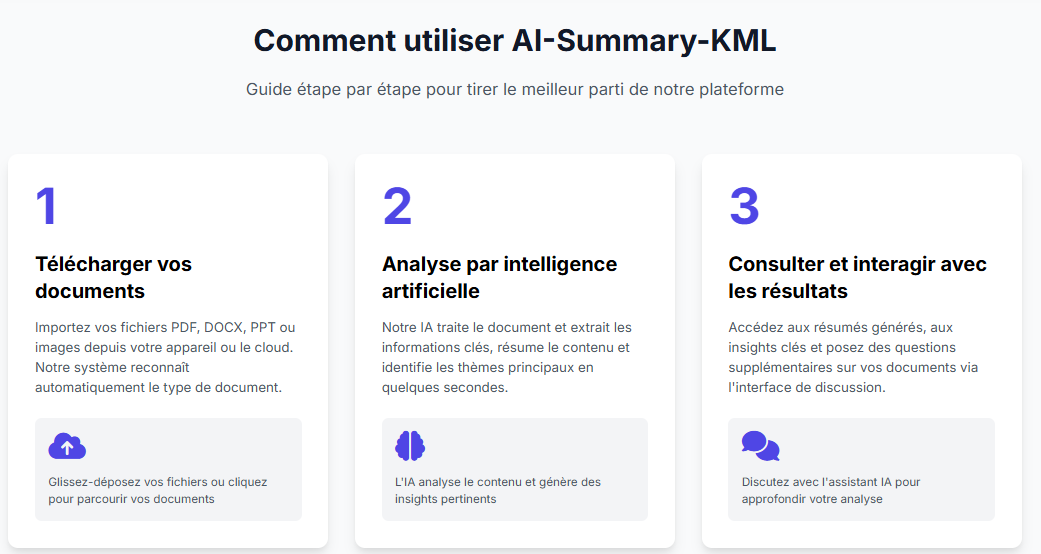 Comment utiliser AI-Summary-KML
Guide étape par étape pour tirer le meilleur parti de notre plateforme
1
Télécharger vos
documents
Importez vos fichiers PDF, DOCX, PPT ou
images depuis votre appareil ou le cloud.
Notre système reconnaît
automatiquement le type de document.
Glissez-déposez vos fichiers ou cliquez
pour parcourir vos documents
2
Analyse par intelligence
artificielle
Notre IA traite le document et extrait les
informations clés, résume le contenu et
identifie les thèmes principaux en
quelques secondes.
L'IA analyse le contenu et génère des
insights pertinents
3
Consulter et interagir avec
les résultats
Accédez aux résumés générés, aux
insights clés et posez des questions
supplémentaires sur vos documents via
l'interface de discussion.
Discutez avec l'assistant IA pour
approfondir votre analyse